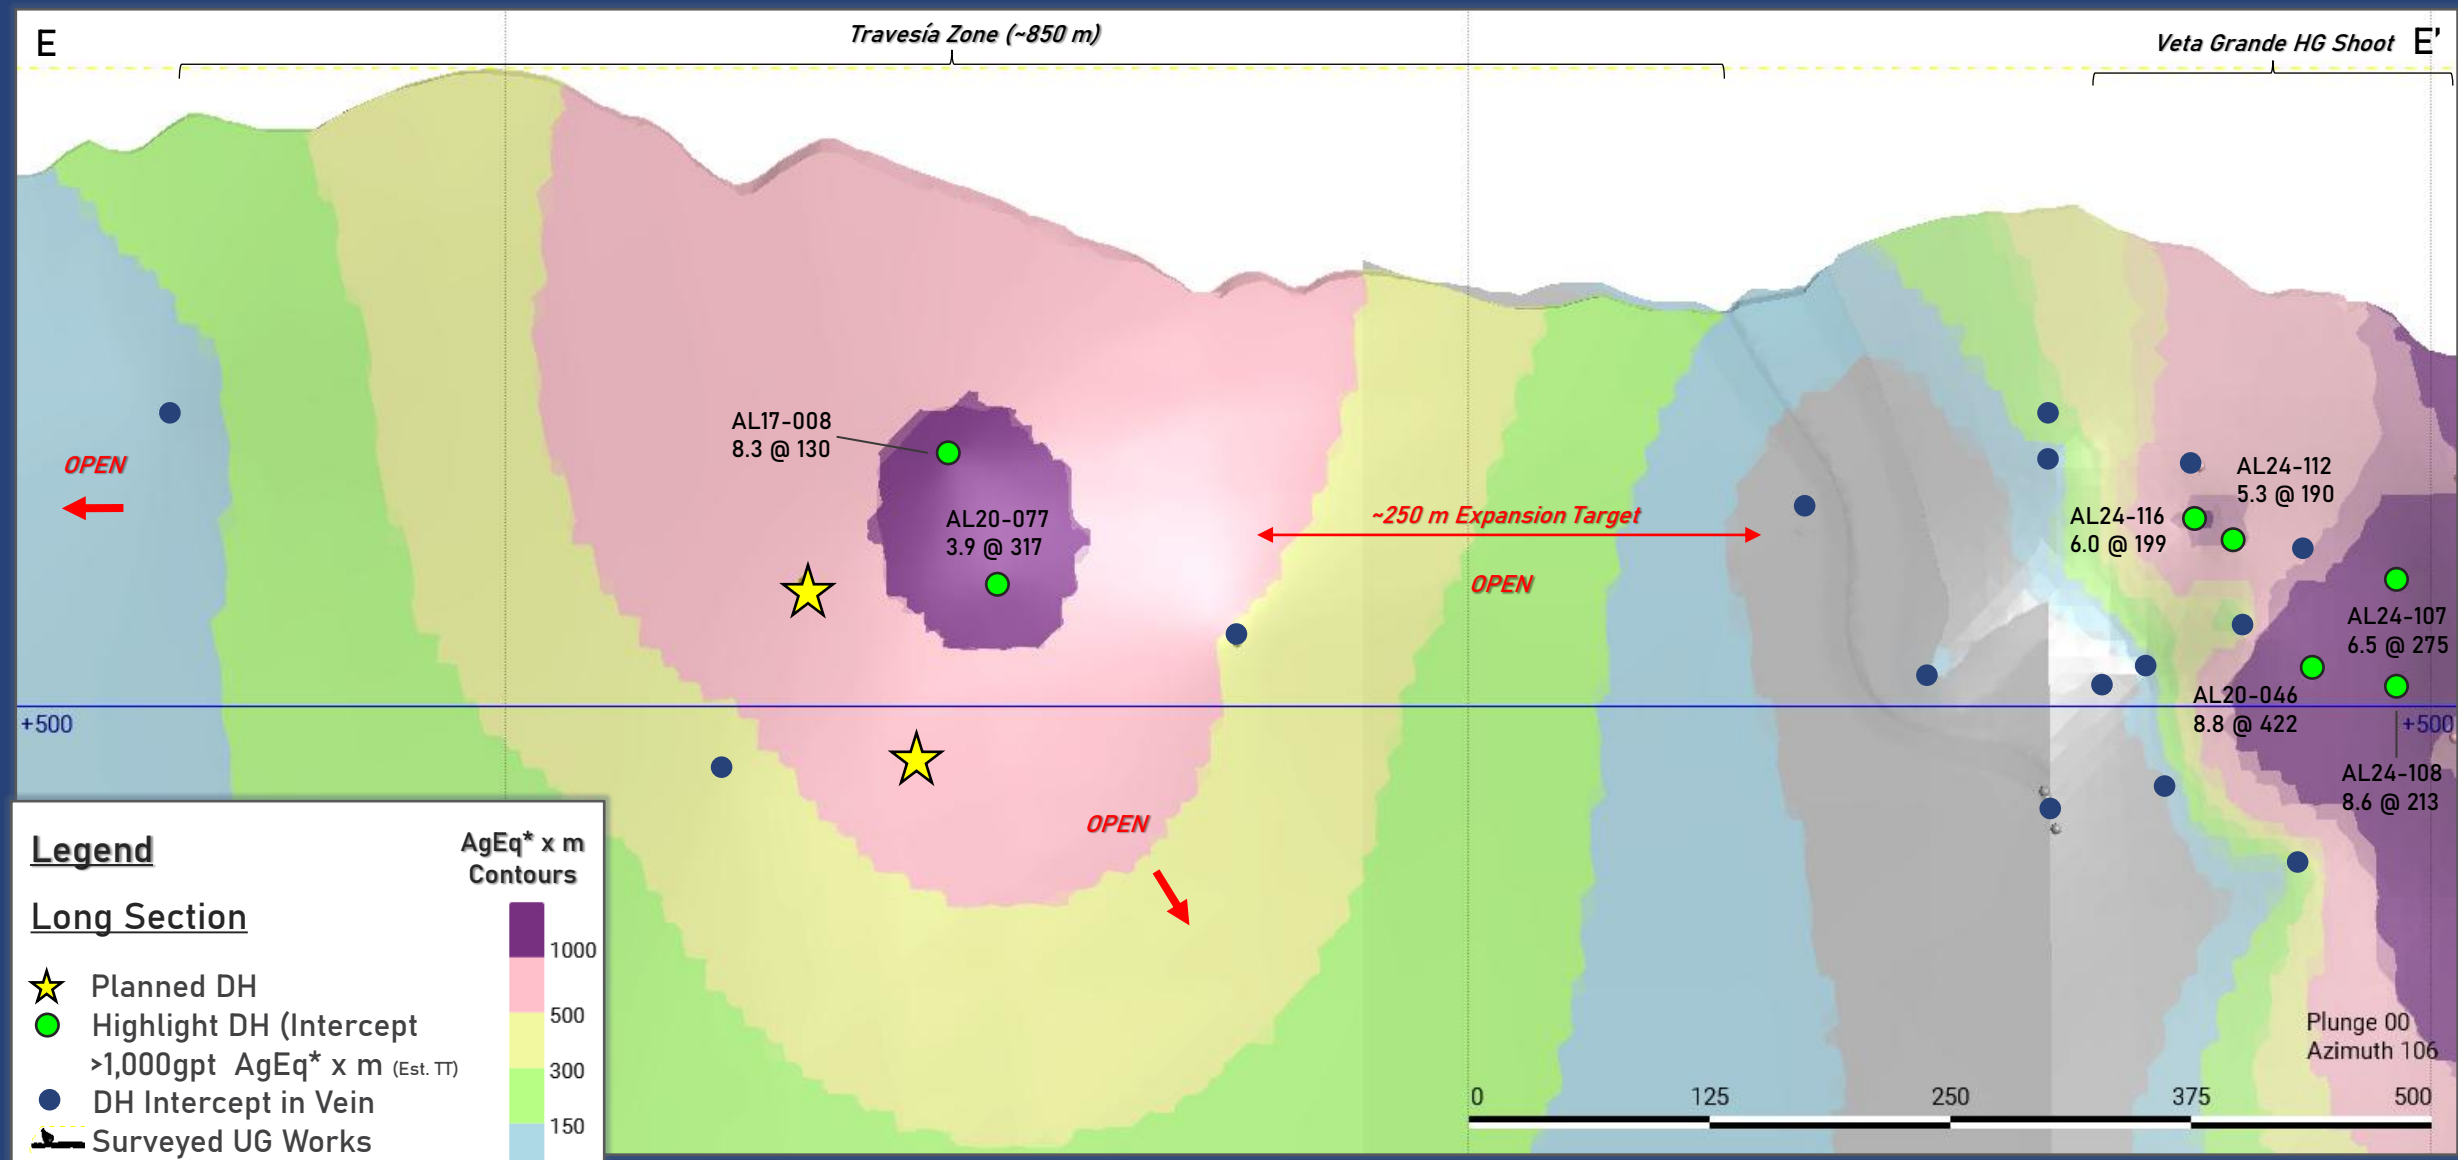 E
Travesía Zone (~850 m)
Veta Grande HG Shoot
E'
AL17-008
8.3 @ 130
OPEN
AL20-077
3.9 @ 317
~250 m Expansion Target
OPEN
AL24-112
5.3 @ 190
AL24-116
6.0 @ 199
AL24-107
6.5 @ 275
AL20-046
8.8 @ 422
+500
+500
AL24-108
8.6 @ 213
OPEN
Legend
AgEq* x m
Contours
Long Section
1000
500
300
150
Planned DH
Highlight DH (Intercept
>1,000gpt AgEq* x m (Est. TT)
DH Intercept in Vein
Surveyed UG Works
Plunge 00
Azimuth 106
0 125 250 375 500